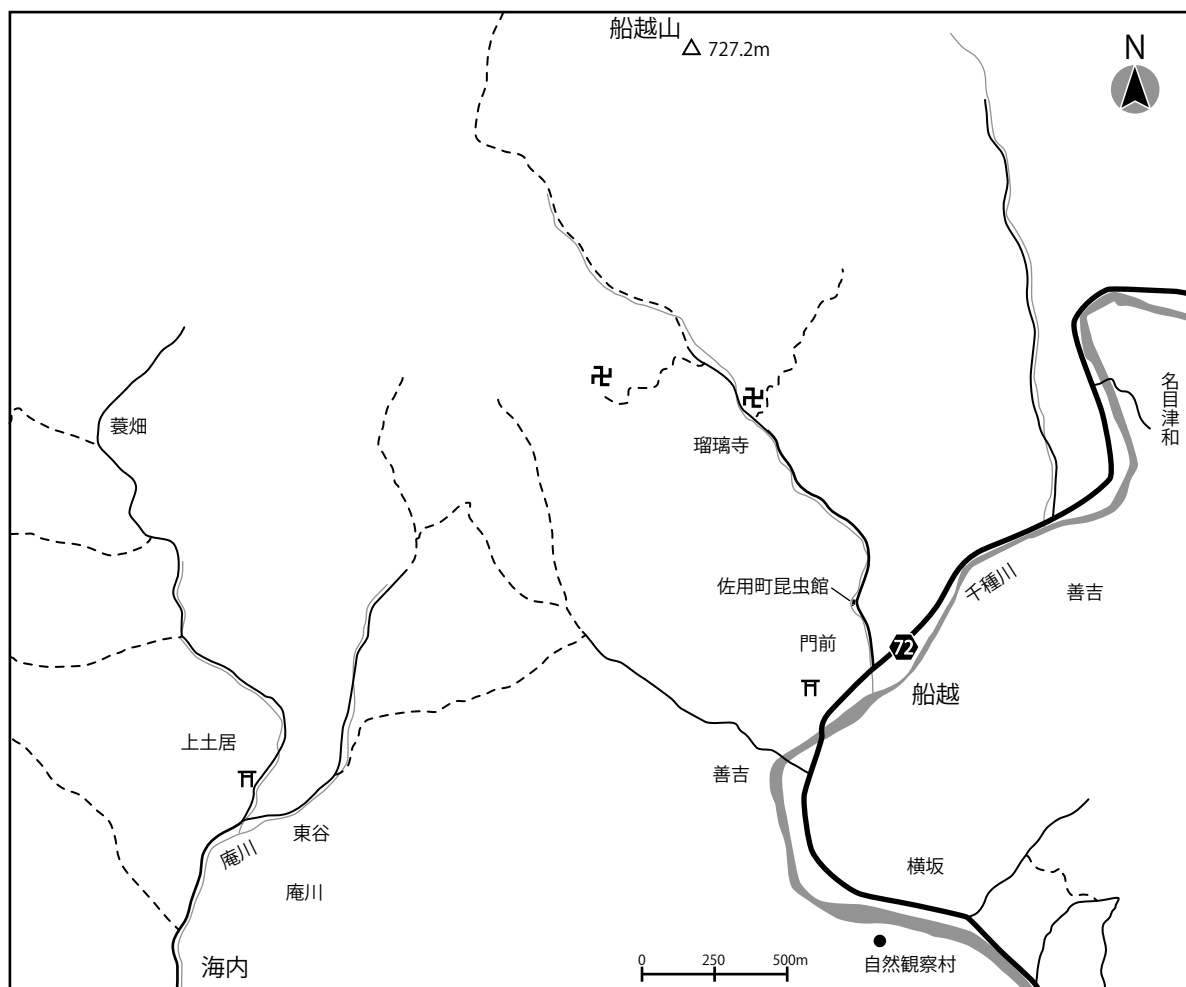 船越山
727.2m
N
名目津和
蓑畑
瑠璃寺
佐用町昆虫館
千種川
善吉
門前
72
船越
上土居
善吉
東谷
庵川
庵川
横坂
海内
0 250 500m
自然観察村